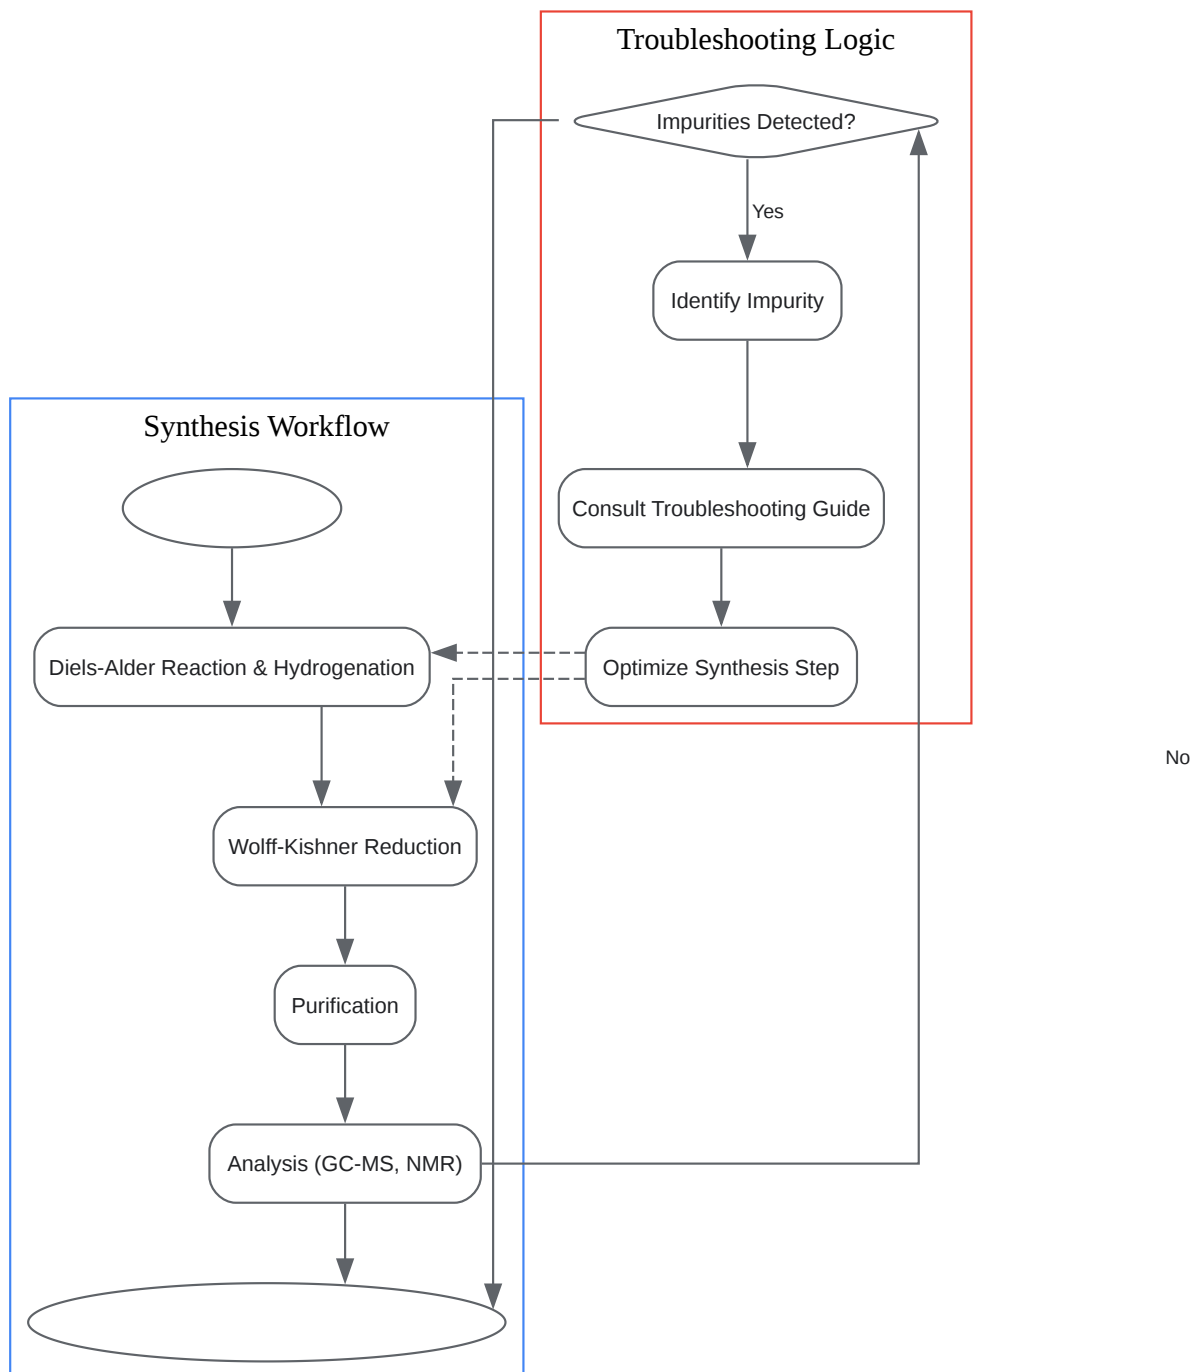 Troubleshooting Logic
Impurities Detected?
Yes
Identify Impurity
Synthesis Workflow
Consult Troubleshooting Guide
Diels-Alder Reaction & Hydrogenation
Optimize Synthesis Step
No
Wolff-Kishner Reduction
Purification
Analysis (GC-MS, NMR)